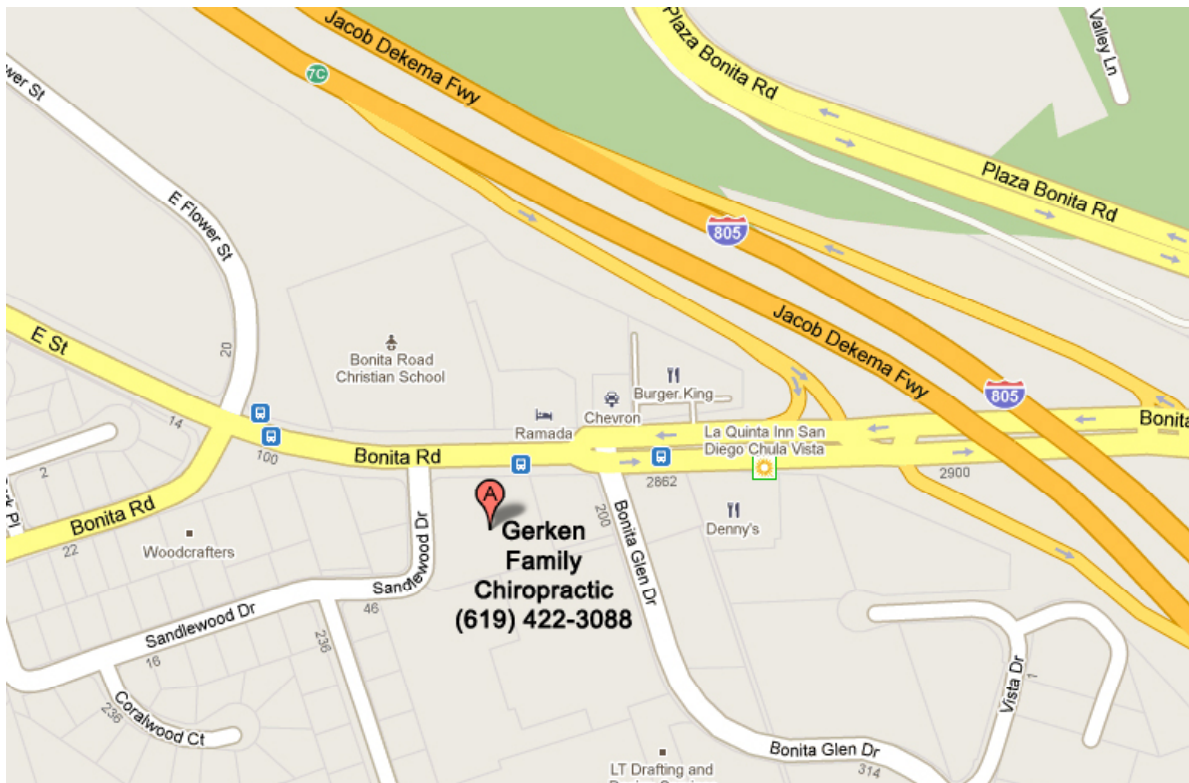 Jacob Dekema Fwy
Plaza Bonita Rd
Valley Ln
7C
wer St
E Flower St
Plaza Bonita Rd
805
E St
20
Bonita Road
Christian School
Jacob Dekema Fwy
Burger King
805
Chevron
Ramada
14
100
Bonita Rd
La Quinta Inn San
Diego Chula Vista
Bonita
2
2862
2900
Bonita Rd
22
Woodcrafters
Sandlewood Dr
A
200
Bonita Glen Dr
Denny's
Gerken
Family
Chiropractic
(619) 422-3088
Sandlewood Dr
46
16
236
Coralwood Ct
236
Vista Dr
1
Bonita Glen Dr
314
LT Drafting and